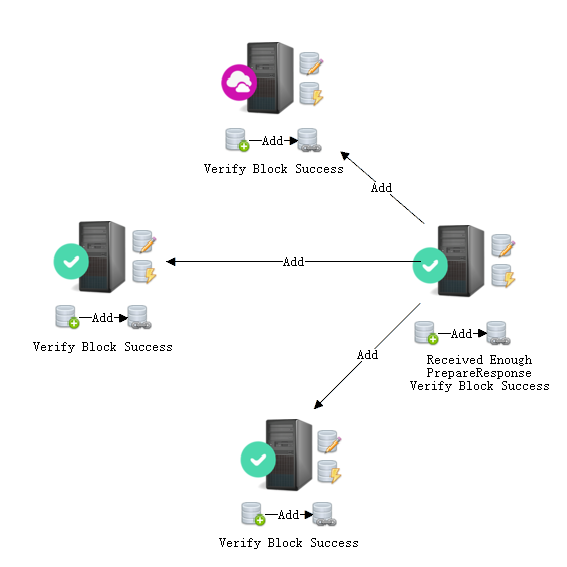 Add
Verify Block Success
Add
Add
Add
Verify Block Success
Add
Add
Received Enough
PrepareResponse
Verify Block Success
Add
Verify Block Success